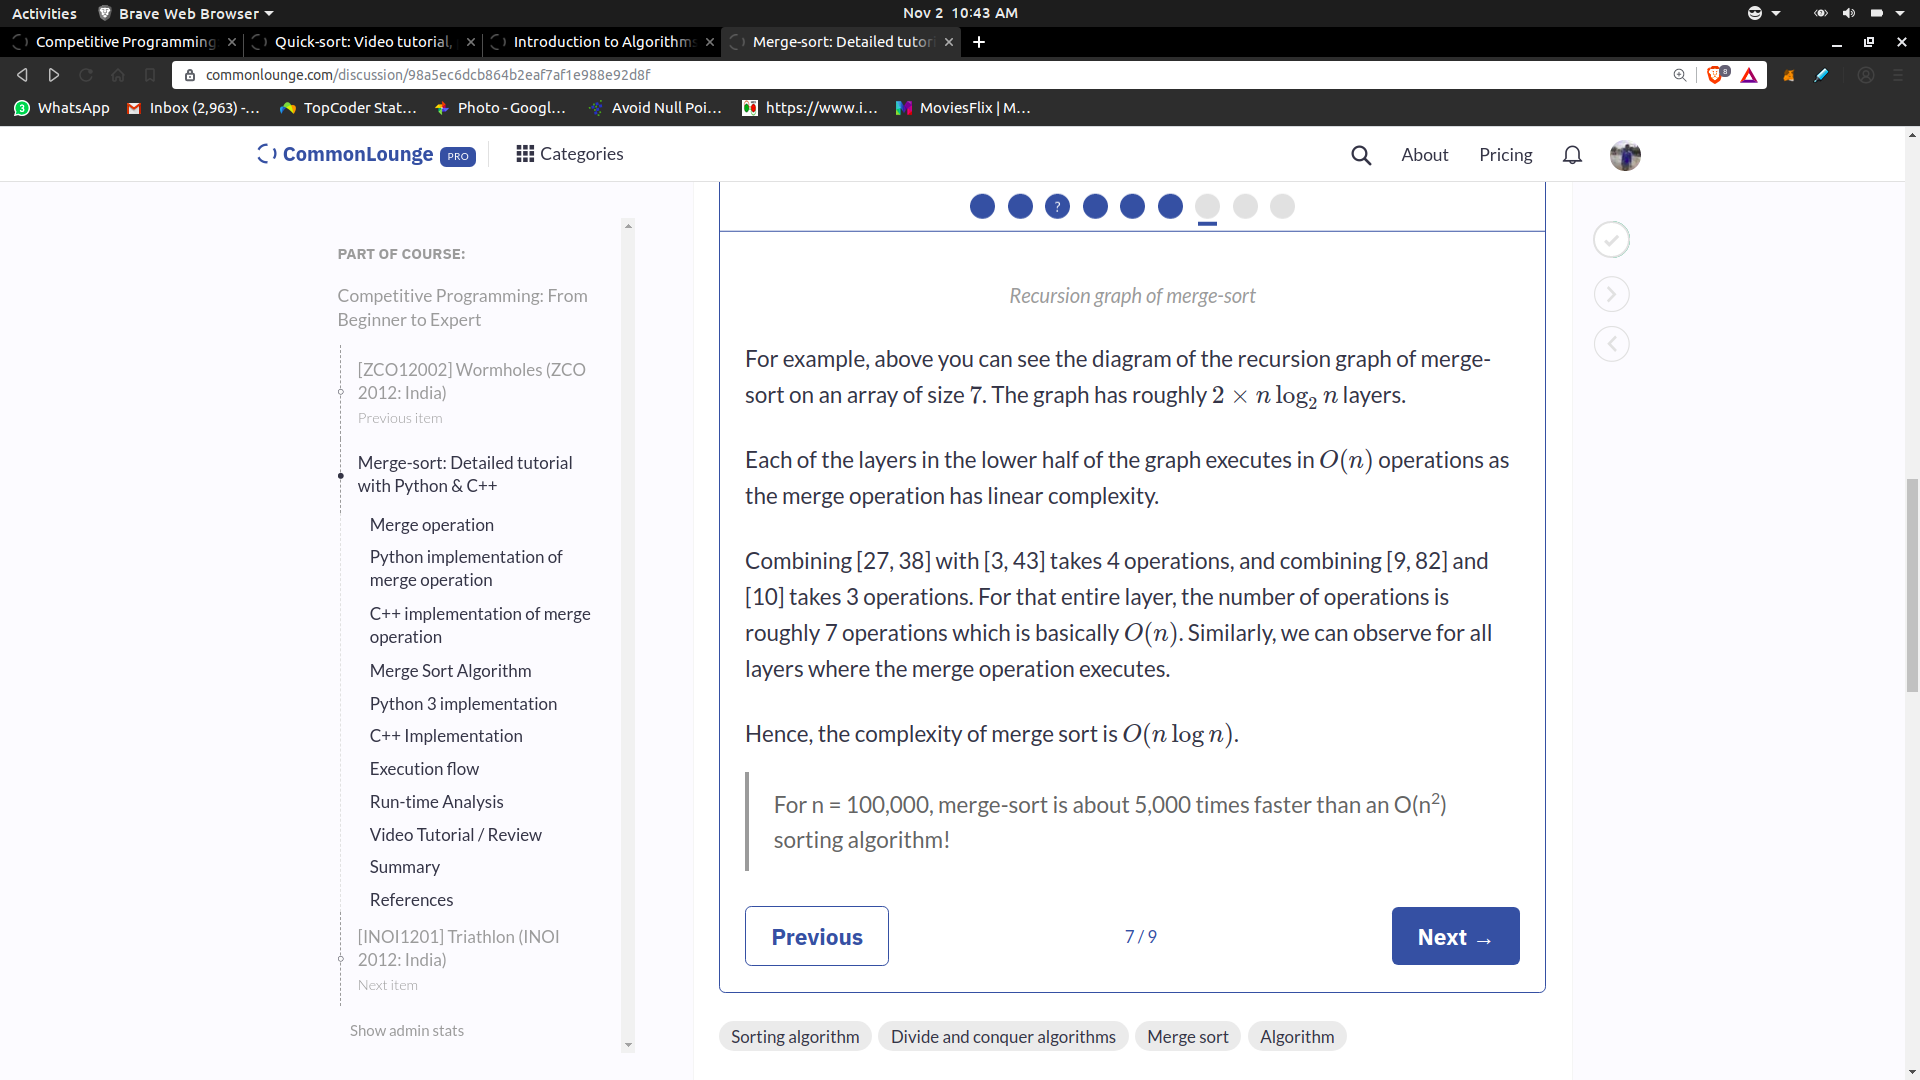 Activities Brave Web Browser Nov 2 10:43 AM
Competitive Programming Quick-sort: Video tutorial, Introduction to Algorithms Merge-sort: Detailed tutori
commonlounge.com/discussion/98a5ec6dcb864b2eaf7af1e988e92d8f 8
3 WhatsApp Inbox (2,963) -... TopCoder Stat... Photo - Googl... Avoid Null Poi... https://www.i... MoviesFlix | M...
CommonLounge PRO Categories About Pricing
PART OF COURSE:
Competitive Programming: From
Beginner to Expert
[ZCO12002] Wormholes (ZCO
2012: India)
Previous item
Merge-sort: Detailed tutorial
with Python & C++
Merge operation
Python implementation of
merge operation
C++ implementation of merge
operation
Merge Sort Algorithm
Python 3 implementation
C++ Implementation
Execution flow
Run-time Analysis
Video Tutorial / Review
Summary
References
[INOI1201] Triathlon (INOI
2012: India)
Next item
Show admin stats
?
Recursion graph of merge-sort
For example, above you can see the diagram of the recursion graph of merge-
sort on an array of size 7. The graph has roughly 2 × n log₂ n layers.
Each of the layers in the lower half of the graph executes in O(n) operations as
the merge operation has linear complexity.
Combining [27, 38] with [3, 43] takes 4 operations, and combining [9, 82] and
[10] takes 3 operations. For that entire layer, the number of operations is
roughly 7 operations which is basically O(n). Similarly, we can observe for all
layers where the merge operation executes.
Hence, the complexity of merge sort is O(n log n).
For n = 100,000, merge-sort is about 5,000 times faster than an O(n²)
sorting algorithm!
Previous 7 / 9 Next →
Sorting algorithm Divide and conquer algorithms Merge sort Algorithm